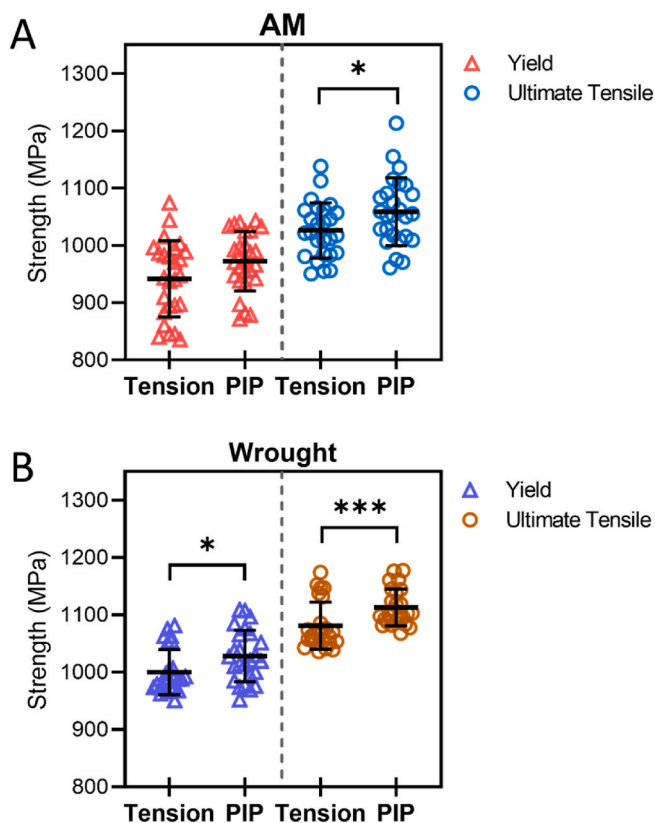 A
AM
Strength (MPa)
1300
1200
1100
1000
900
800
*
Tension PIP Tension PIP
Yield
Ultimate Tensile
B
Wrought
Strength (MPa)
1300
1200
1100
1000
900
800
*
***
Tension PIP Tension PIP
Yield
Ultimate Tensile